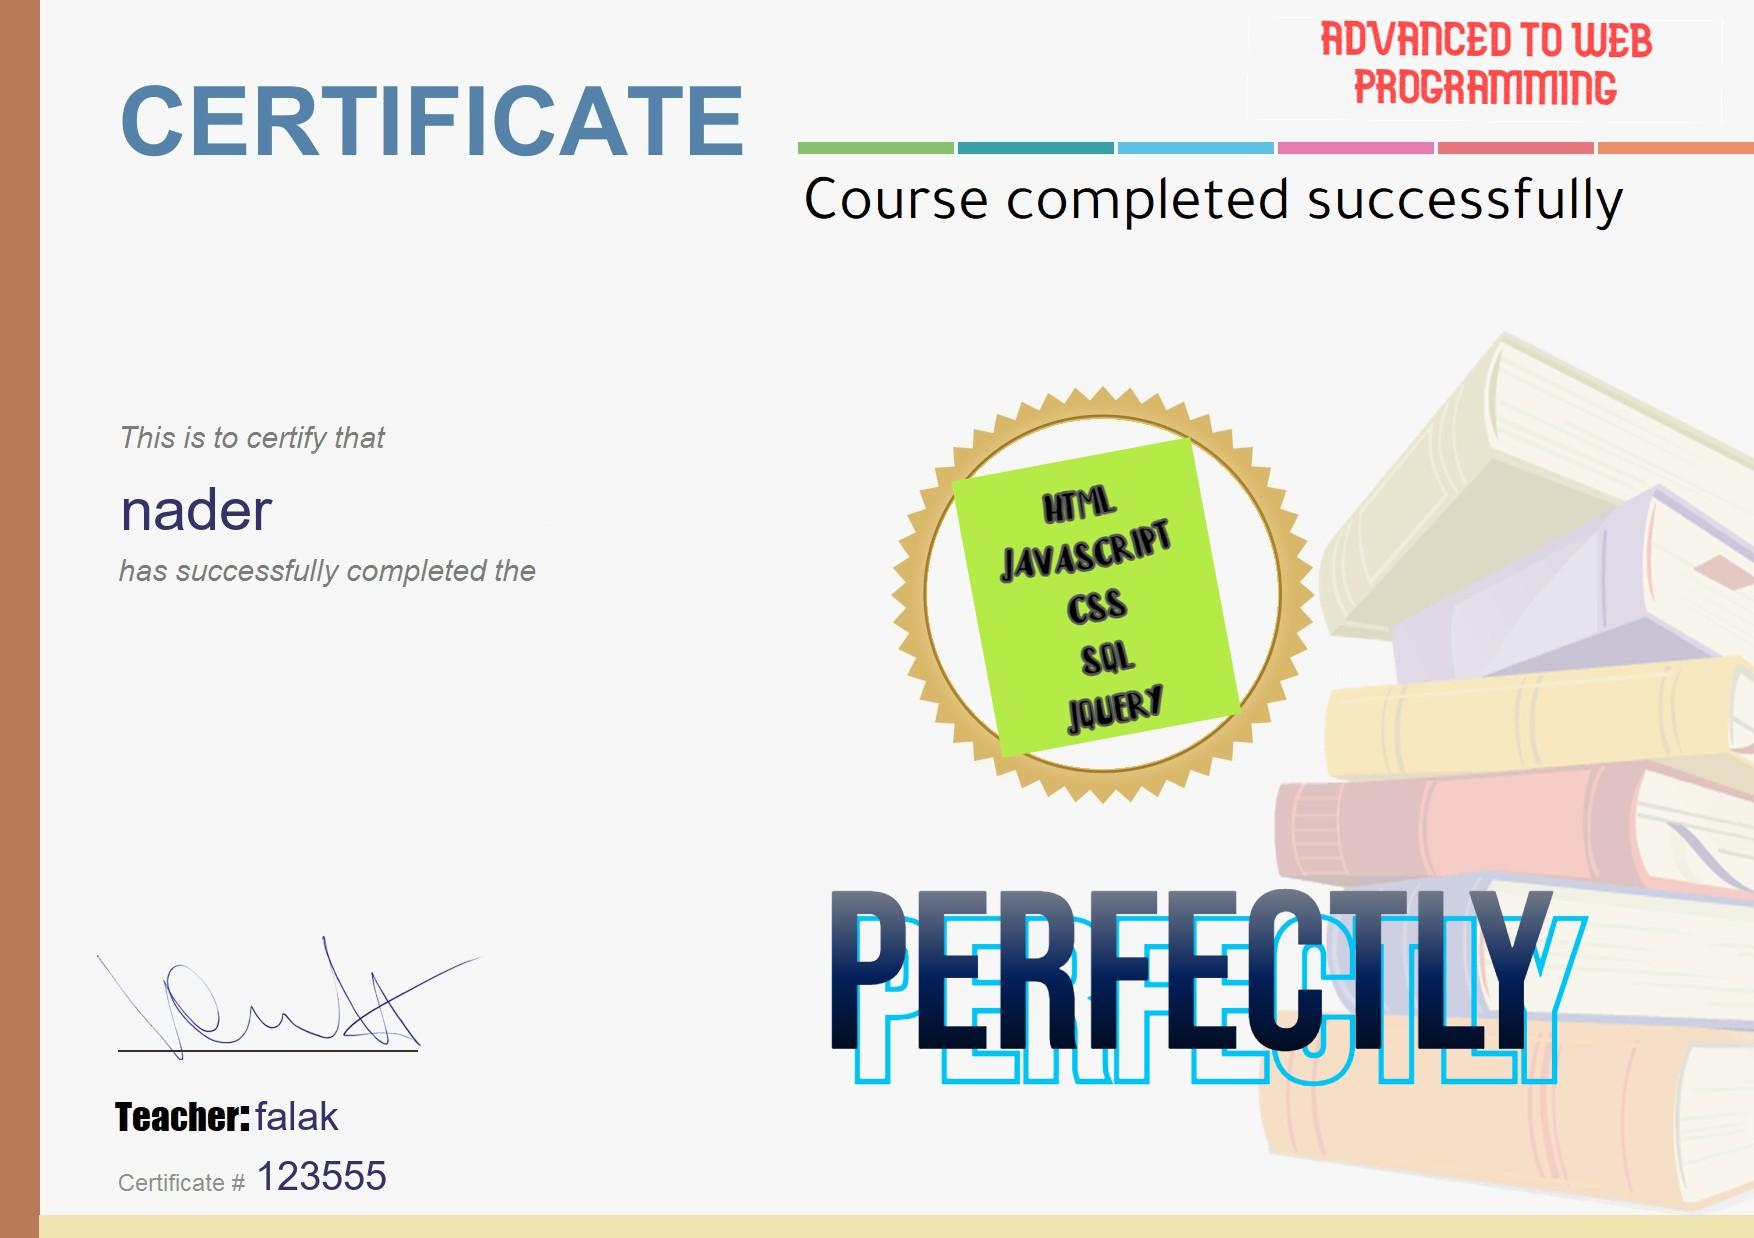 ADVANCED TO WEB
PROGRAMMING
CERTIFICATE
Course completed successfully
This is to certify that
nader
has successfully completed the
HTML
JAVASCRIPT
CSS
SQL
JQUERY
PERFECTLY
Teacher: falak
Certificate # 123555